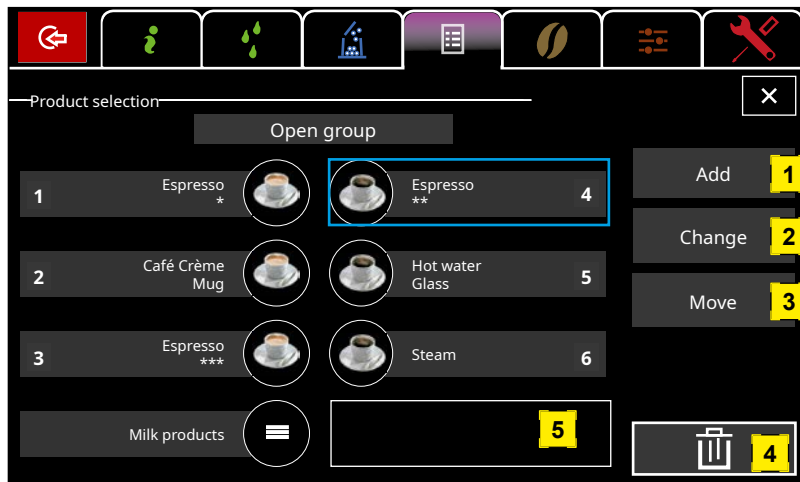 Product selection
Open group
1
Espresso
*
Espresso
**
4
Add
1
2
Café Crème
Mug
Hot water
Glass
5
Change
2
3
Espresso
***
Steam
6
Move
3
Milk products
5
4